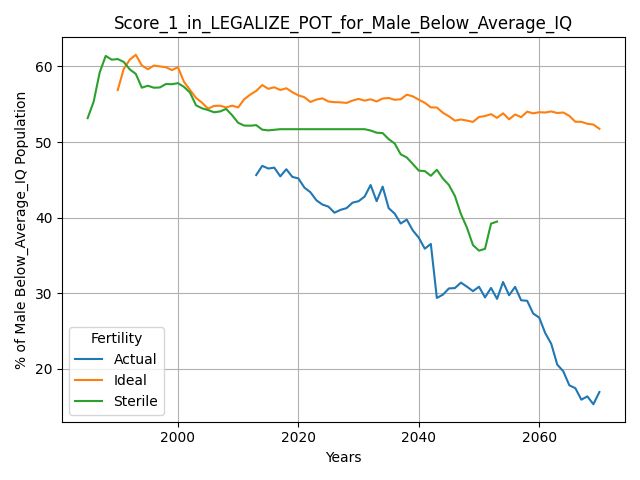 Score_1_in_LEGALIZE_POT_for_Male_Below_Average_IQ
% of Male Below_Average_IQ Population
60
50
40
30
20
Fertility
Actual
Ideal
Sterile
2000 2020 2040 2060
Years